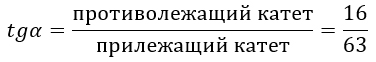 tgα = противолежащий катет / прилежащий катет = 16 / 63